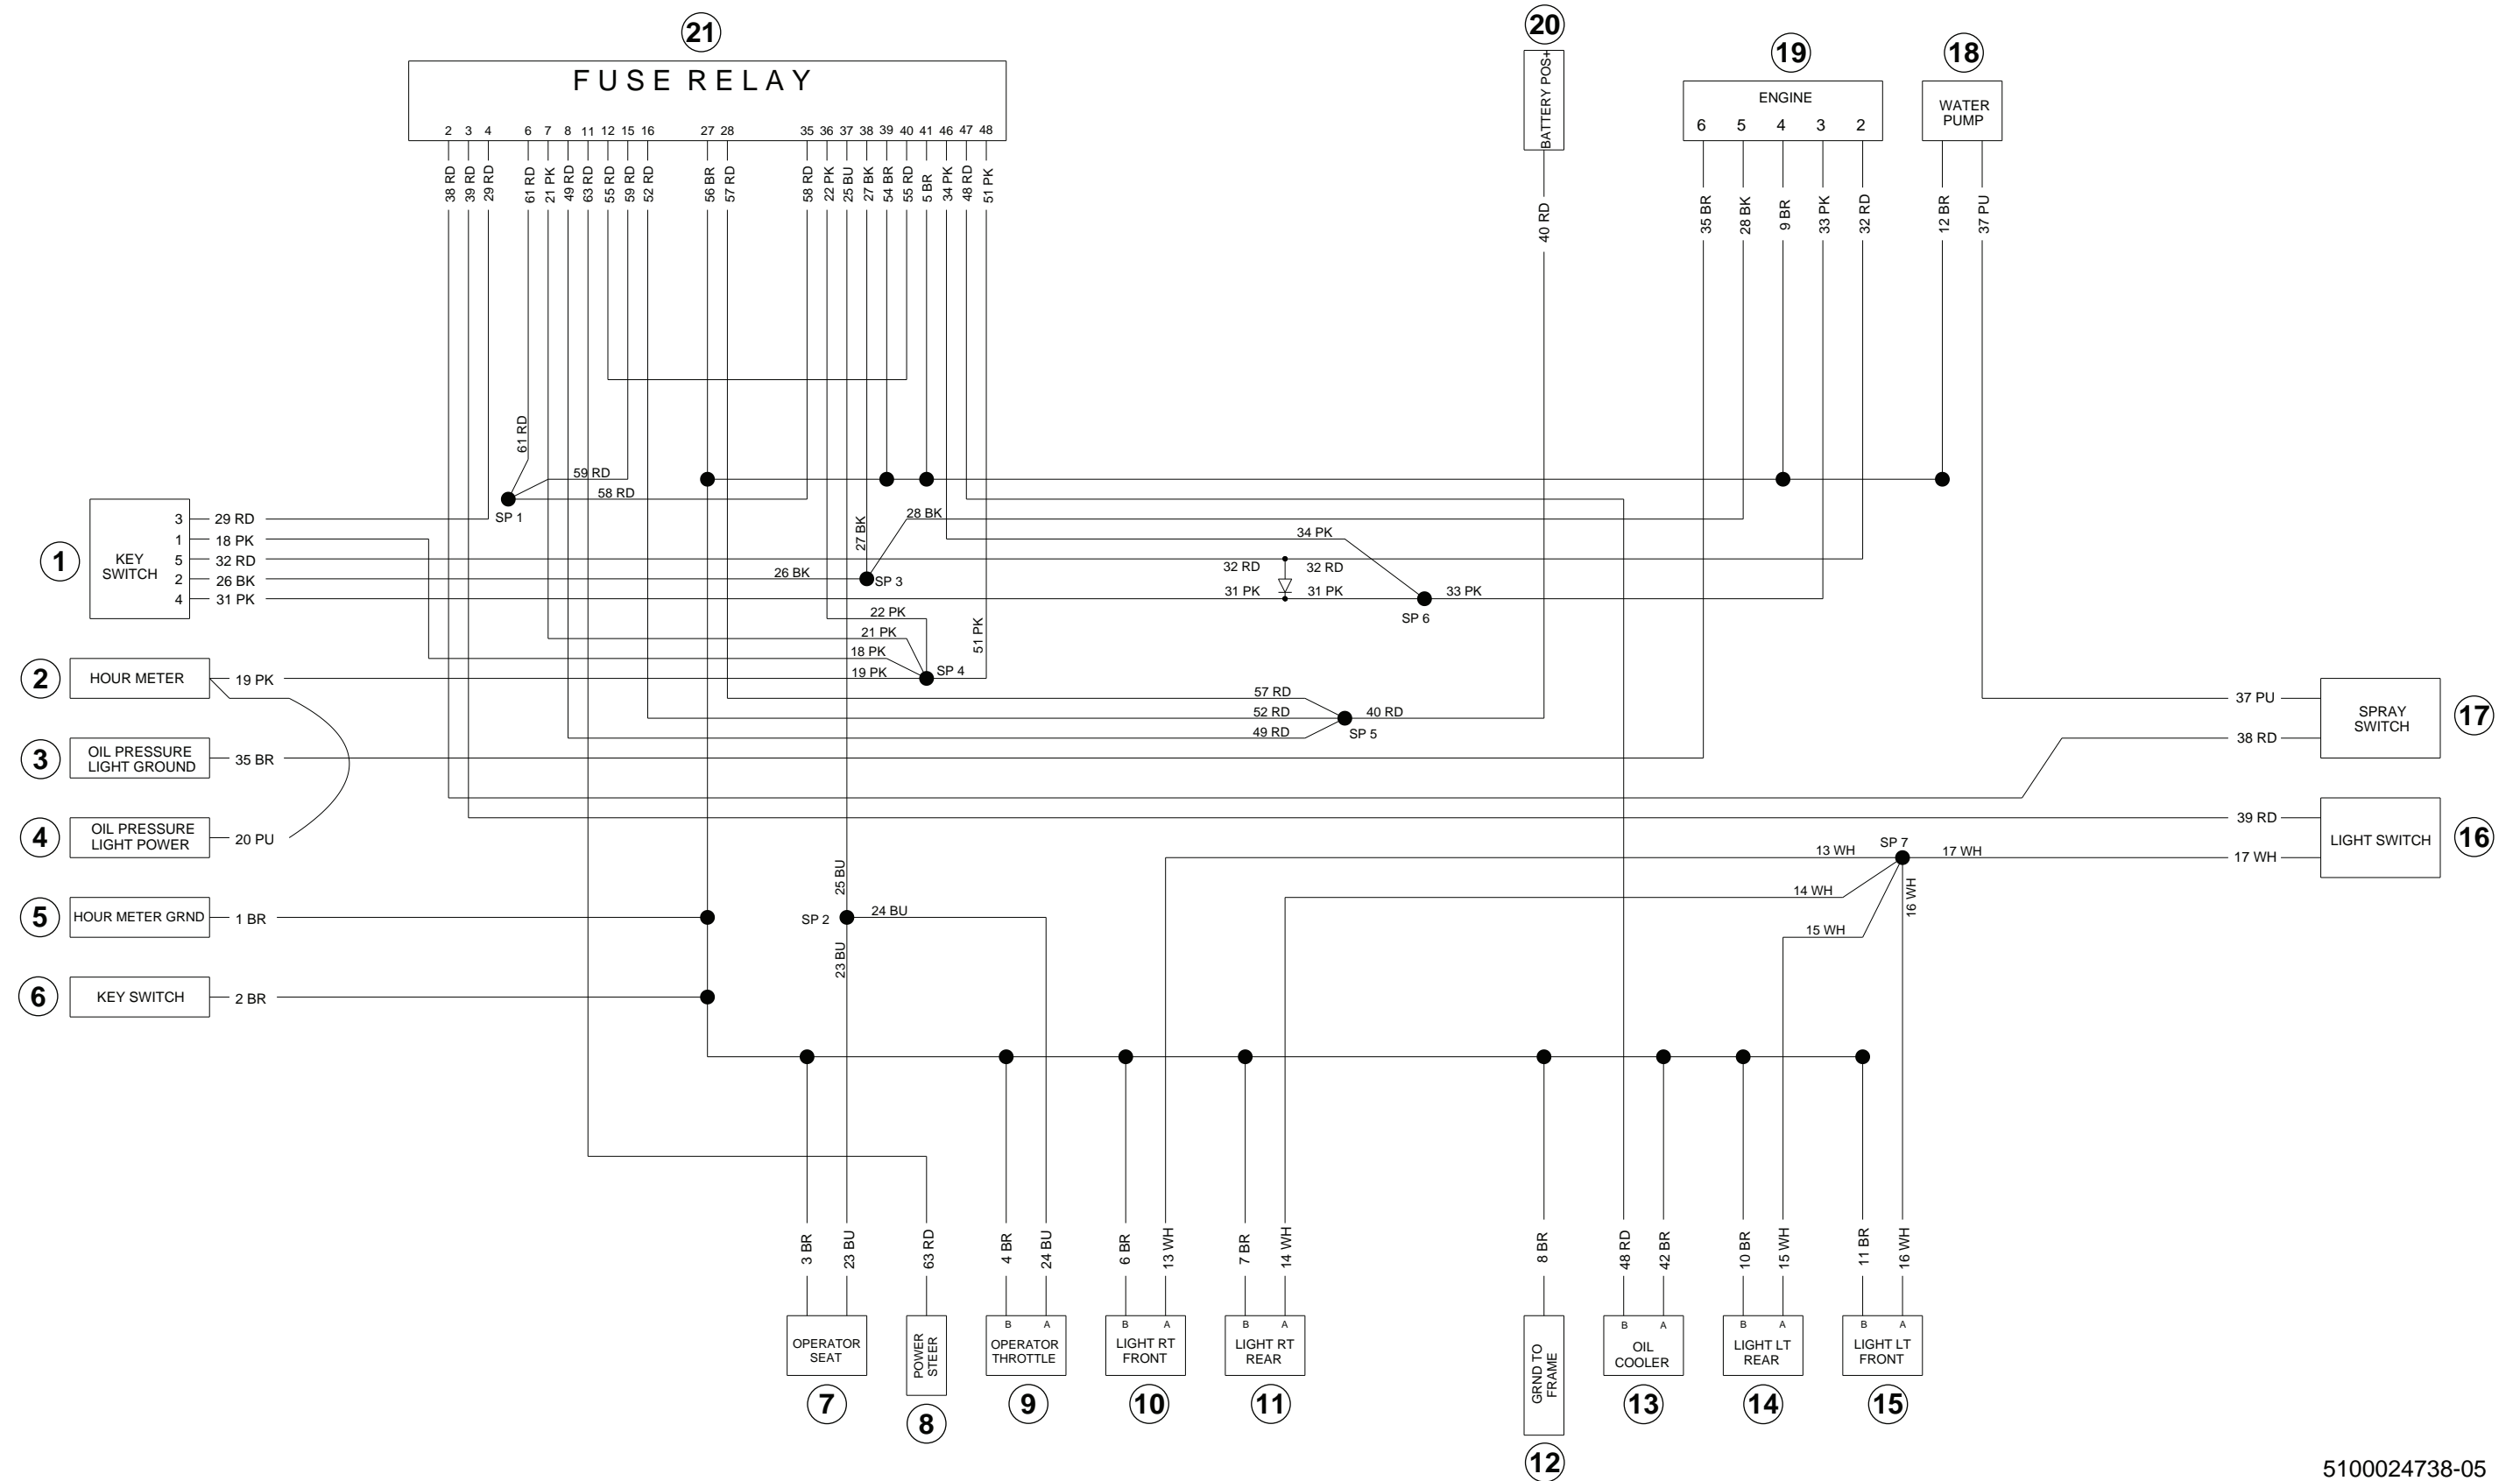 21
20
19
18
F U S E  R E L A Y
BATTERY POS+
ENGINE
WATER
PUMP
6 5 4 3 2
2 3 4 6 7 8 11 12 15 16 27 28 35 36 37 38 39 40 41 46 47 48
38 RD
39 RD
29 RD
61 RD
21 PK
49 RD
63 RD
55 RD
59 RD
52 RD
56 BR
57 RD
58 RD
22 PK
25 BU
27 BK
54 BR
55 RD
5 BR
34 PK
48 RD
51 PK
40 RD
35 BR
28 BK
9 BR
33 PK
32 RD
12 BR
37 PU
61 RD
59 RD
58 RD
SP 1
1
KEY
SWITCH
3 29 RD
1 18 PK
5 32 RD
2 26 BK
4 31 PK
27 BK
28 BK
34 PK
26 BK
SP 3
32 RD 32 RD
31 PK 31 PK
33 PK
SP 6
22 PK
21 PK
18 PK
19 PK
SP 4
51 PK
2
HOUR METER
19 PK
57 RD
52 RD
49 RD
40 RD
SP 5
37 PU
38 RD
SPRAY
SWITCH
17
3
OIL PRESSURE
LIGHT GROUND
35 BR
4
OIL PRESSURE
LIGHT POWER
20 PU
39 RD
17 WH
LIGHT SWITCH
16
SP 7
13 WH
17 WH
14 WH
16 WH
15 WH
5
HOUR METER GRND
1 BR
25 BU
SP 2
24 BU
23 BU
6
KEY SWITCH
2 BR
3 BR
23 BU
63 RD
4 BR
24 BU
6 BR
13 WH
7 BR
14 WH
8 BR
48 RD
42 BR
10 BR
15 WH
11 BR
16 WH
OPERATOR
SEAT
7
POWER
STEER
8
B A
OPERATOR
THROTTLE
9
B A
LIGHT RT
FRONT
10
B A
LIGHT RT
REAR
11
GRND TO
FRAME
12
B A
OIL
COOLER
13
B A
LIGHT LT
REAR
14
B A
LIGHT LT
FRONT
15
5100024738-05